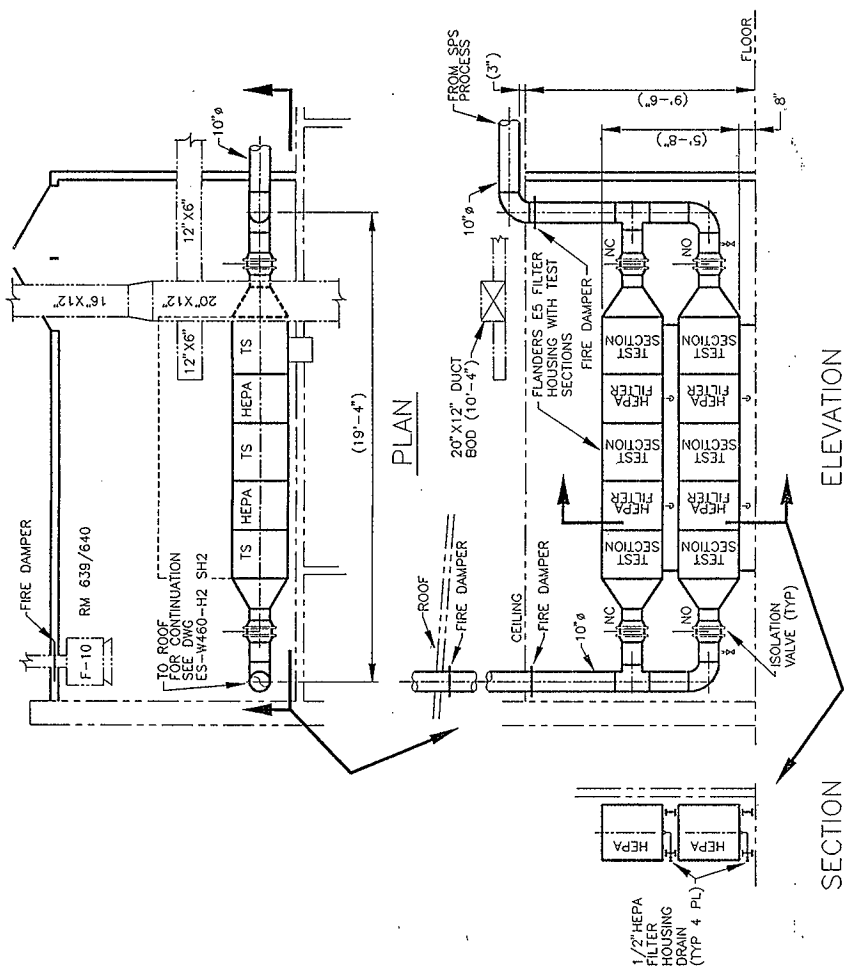 FIRE DAMPER
F-10
RM 639/640
16"X12"
20"X12"
12"X6"
12"X6"
10"ø
TO ROOF
FOR CONTINUATION
SEE DWG
ES-W460-H2 SH2
TS
HEPA
TS
HEPA
TS
(19'-4")
PLAN
FROM SPS
PROCESS
(3")
10"ø
20"X12" DUCT
BOD (10'-4")
FLANDERS E5 FILTER
HOUSING WITH TEST
SECTIONS
FIRE DAMPER
ROOF
FIRE DAMPER
CEILING
FIRE DAMPER
10"ø
NC
NO
NC
NO
TEST
SECTION
HEPA
FILTER
TEST
SECTION
HEPA
FILTER
TEST
SECTION
TEST
SECTION
HEPA
FILTER
TEST
SECTION
HEPA
FILTER
TEST
SECTION
(9'-6")
(5'-8")
8"
FLOOR
ISOLATION
VALVE (TYP)
ELEVATION
HEPA
HEPA
1/2" HEPA
FILTER
HOUSING
DRAIN
(TYP 4 PL)
SECTION